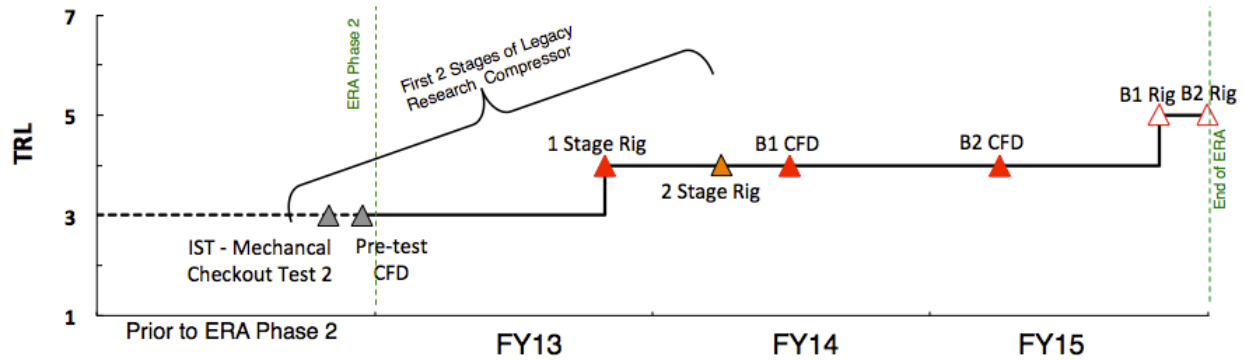 7
ERA Phase 2
First 2 Stages of Legacy
Research Compressor
B1 Rig
B2 Rig
5
TRL
1 Stage Rig
B1 CFD
B2 CFD
2 Stage Rig
End of ERA
3
IST - Mechancal
Checkout Test 2
Pre-test
CFD
1
Prior to ERA Phase 2
FY13
FY14
FY15